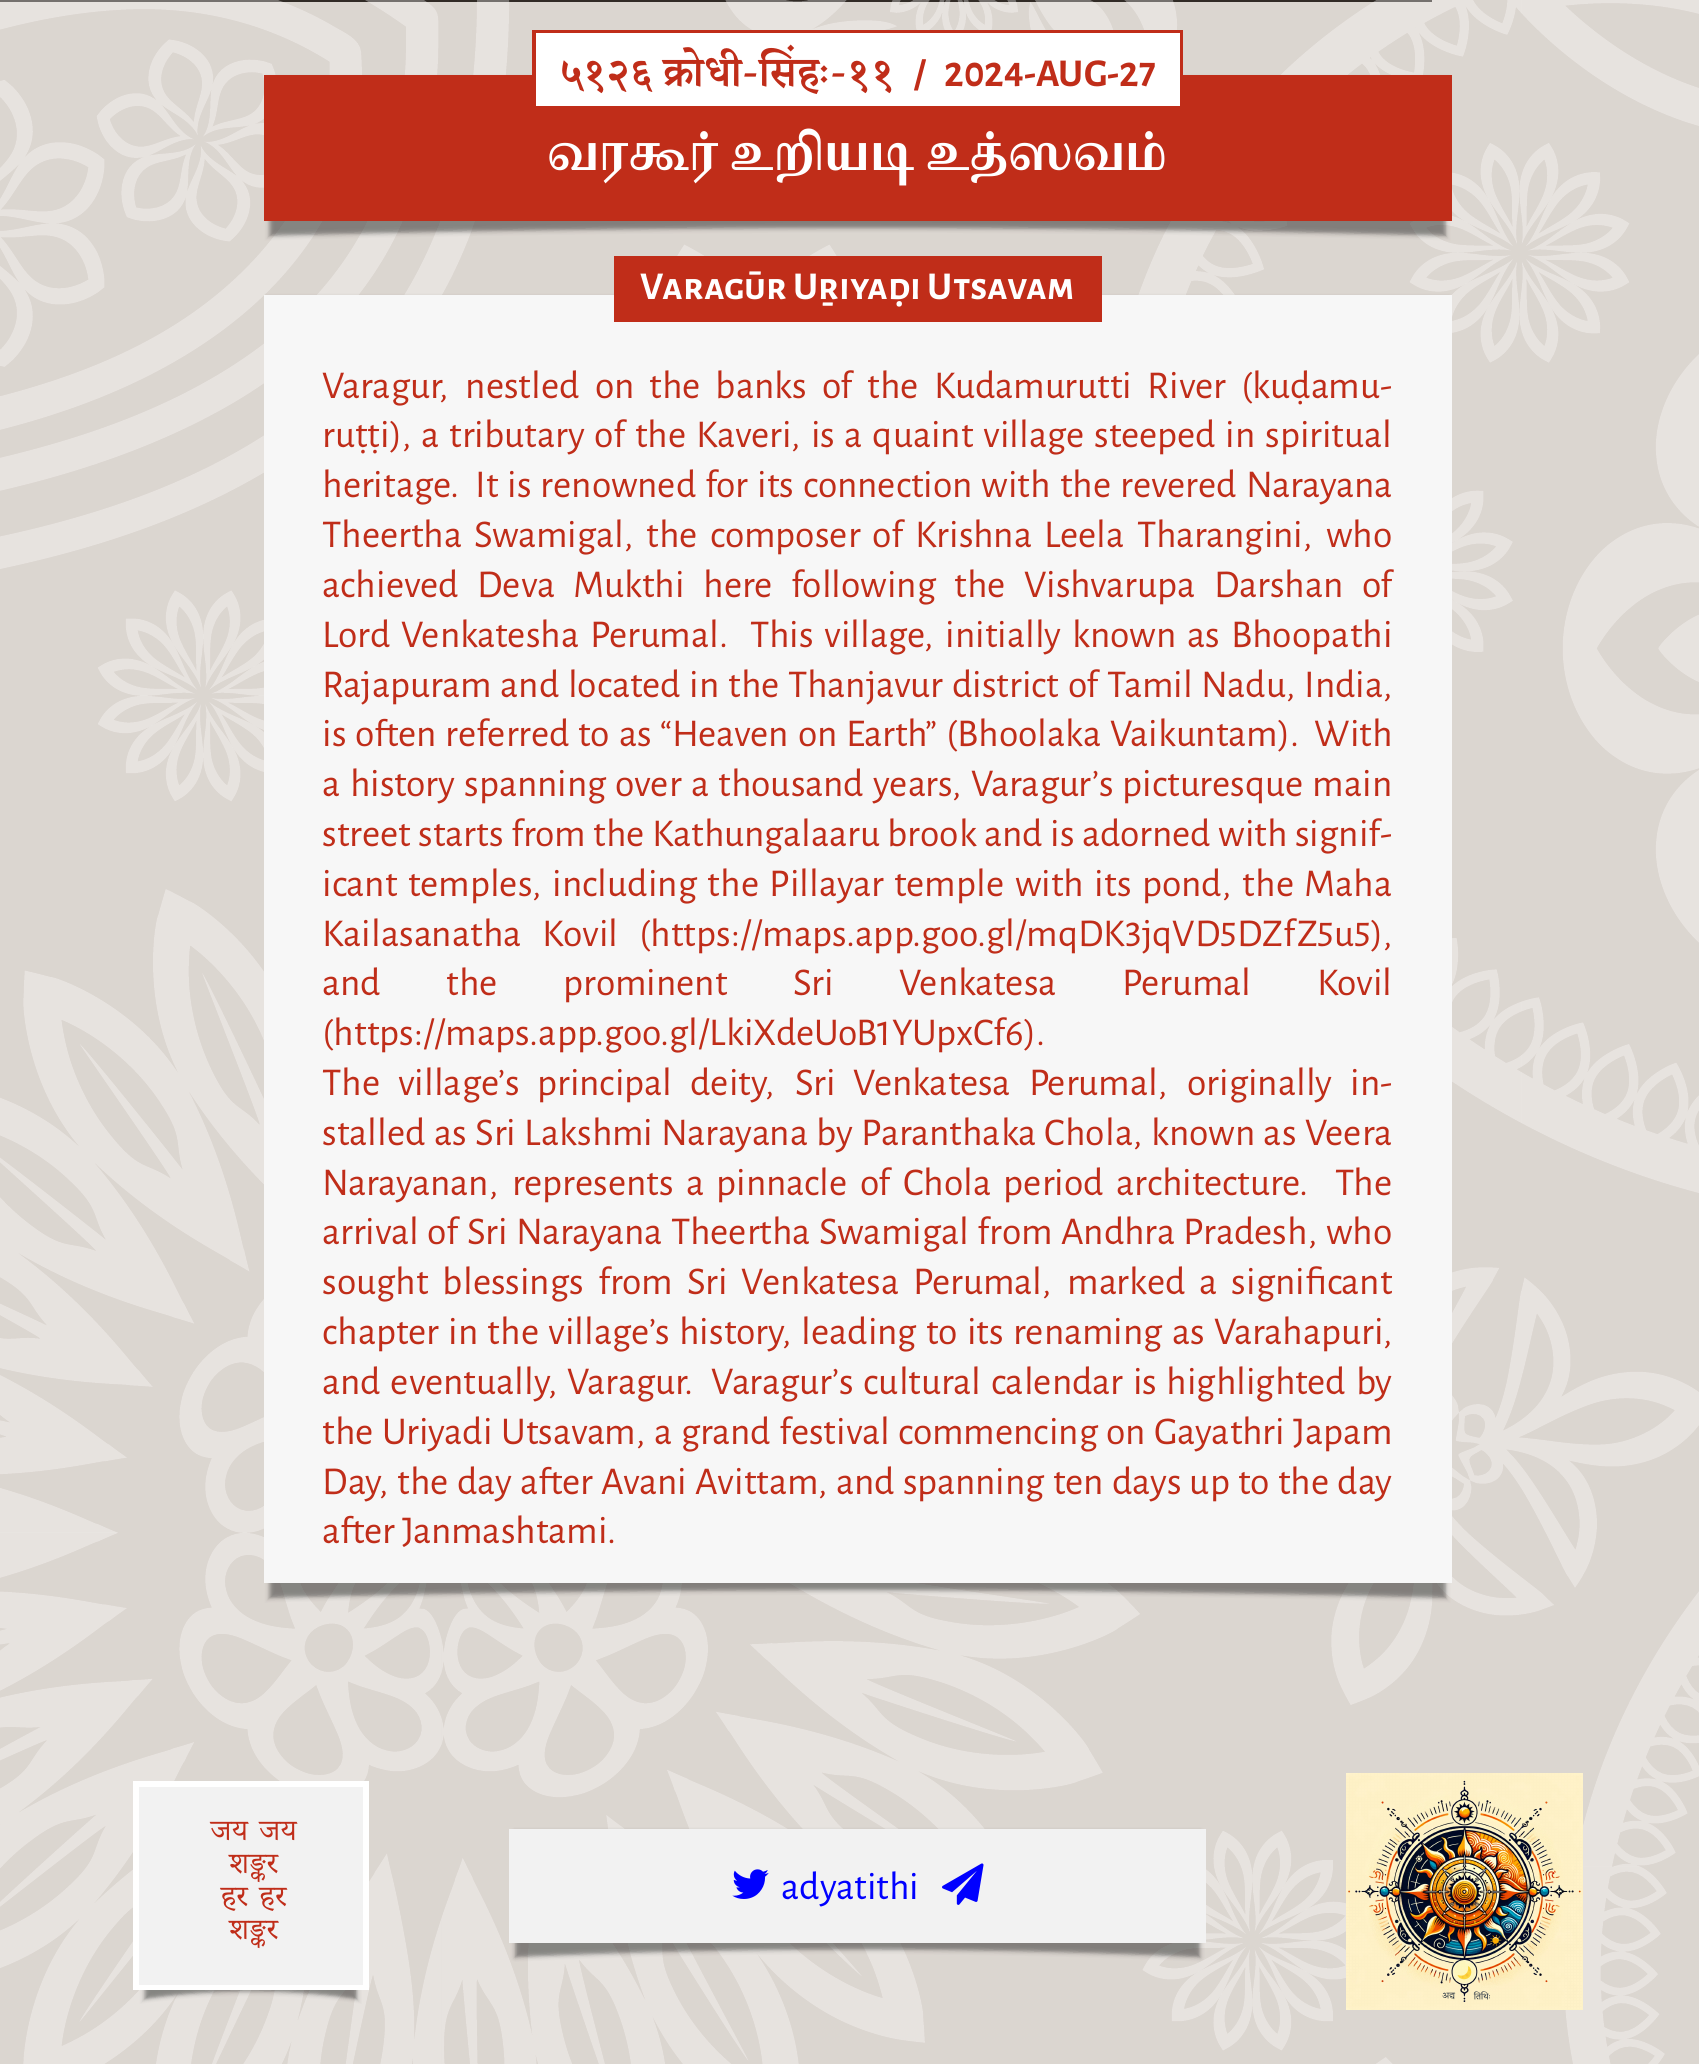 ५१२६ क्रोधी-सिंहः-११ / 2024-AUG-27
வரகூர் உறியடி உத்ஸவம்
Varagūr Uṟiyaḍi Utsavam
Varagur, nestled on the banks of the Kudamurutti River (kuḍamu-
ruṭṭi), a tributary of the Kaveri, is a quaint village steeped in spiritual
heritage. It is renowned for its connection with the revered Narayana
Theertha Swamigal, the composer of Krishna Leela Tharangini, who
achieved Deva Mukthi here following the Vishvarupa Darshan of
Lord Venkatesha Perumal. This village, initially known as Bhoopathi
Rajapuram and located in the Thanjavur district of Tamil Nadu, India,
is often referred to as “Heaven on Earth” (Bhoolaka Vaikuntam). With
a history spanning over a thousand years, Varagur’s picturesque main
street starts from the Kathungalaaru brook and is adorned with signif-
icant temples, including the Pillayar temple with its pond, the Maha
Kailasanatha Kovil (https://maps.app.goo.gl/mqDK3jqVD5DZfZ5u5),
and the prominent Sri Venkatesa Perumal Kovil
(https://maps.app.goo.gl/LkiXdeUoB1YUpxCf6).
The village’s principal deity, Sri Venkatesa Perumal, originally in-
stalled as Sri Lakshmi Narayana by Paranthaka Chola, known as Veera
Narayanan, represents a pinnacle of Chola period architecture. The
arrival of Sri Narayana Theertha Swamigal from Andhra Pradesh, who
sought blessings from Sri Venkatesa Perumal, marked a significant
chapter in the village’s history, leading to its renaming as Varahapuri,
and eventually, Varagur. Varagur’s cultural calendar is highlighted by
the Uriyadi Utsavam, a grand festival commencing on Gayathri Japam
Day, the day after Avani Avittam, and spanning ten days up to the day
after Janmashtami.
जय जय
शङ्कर
हर हर
शङ्कर
adyatithi
अद्य तिथिः